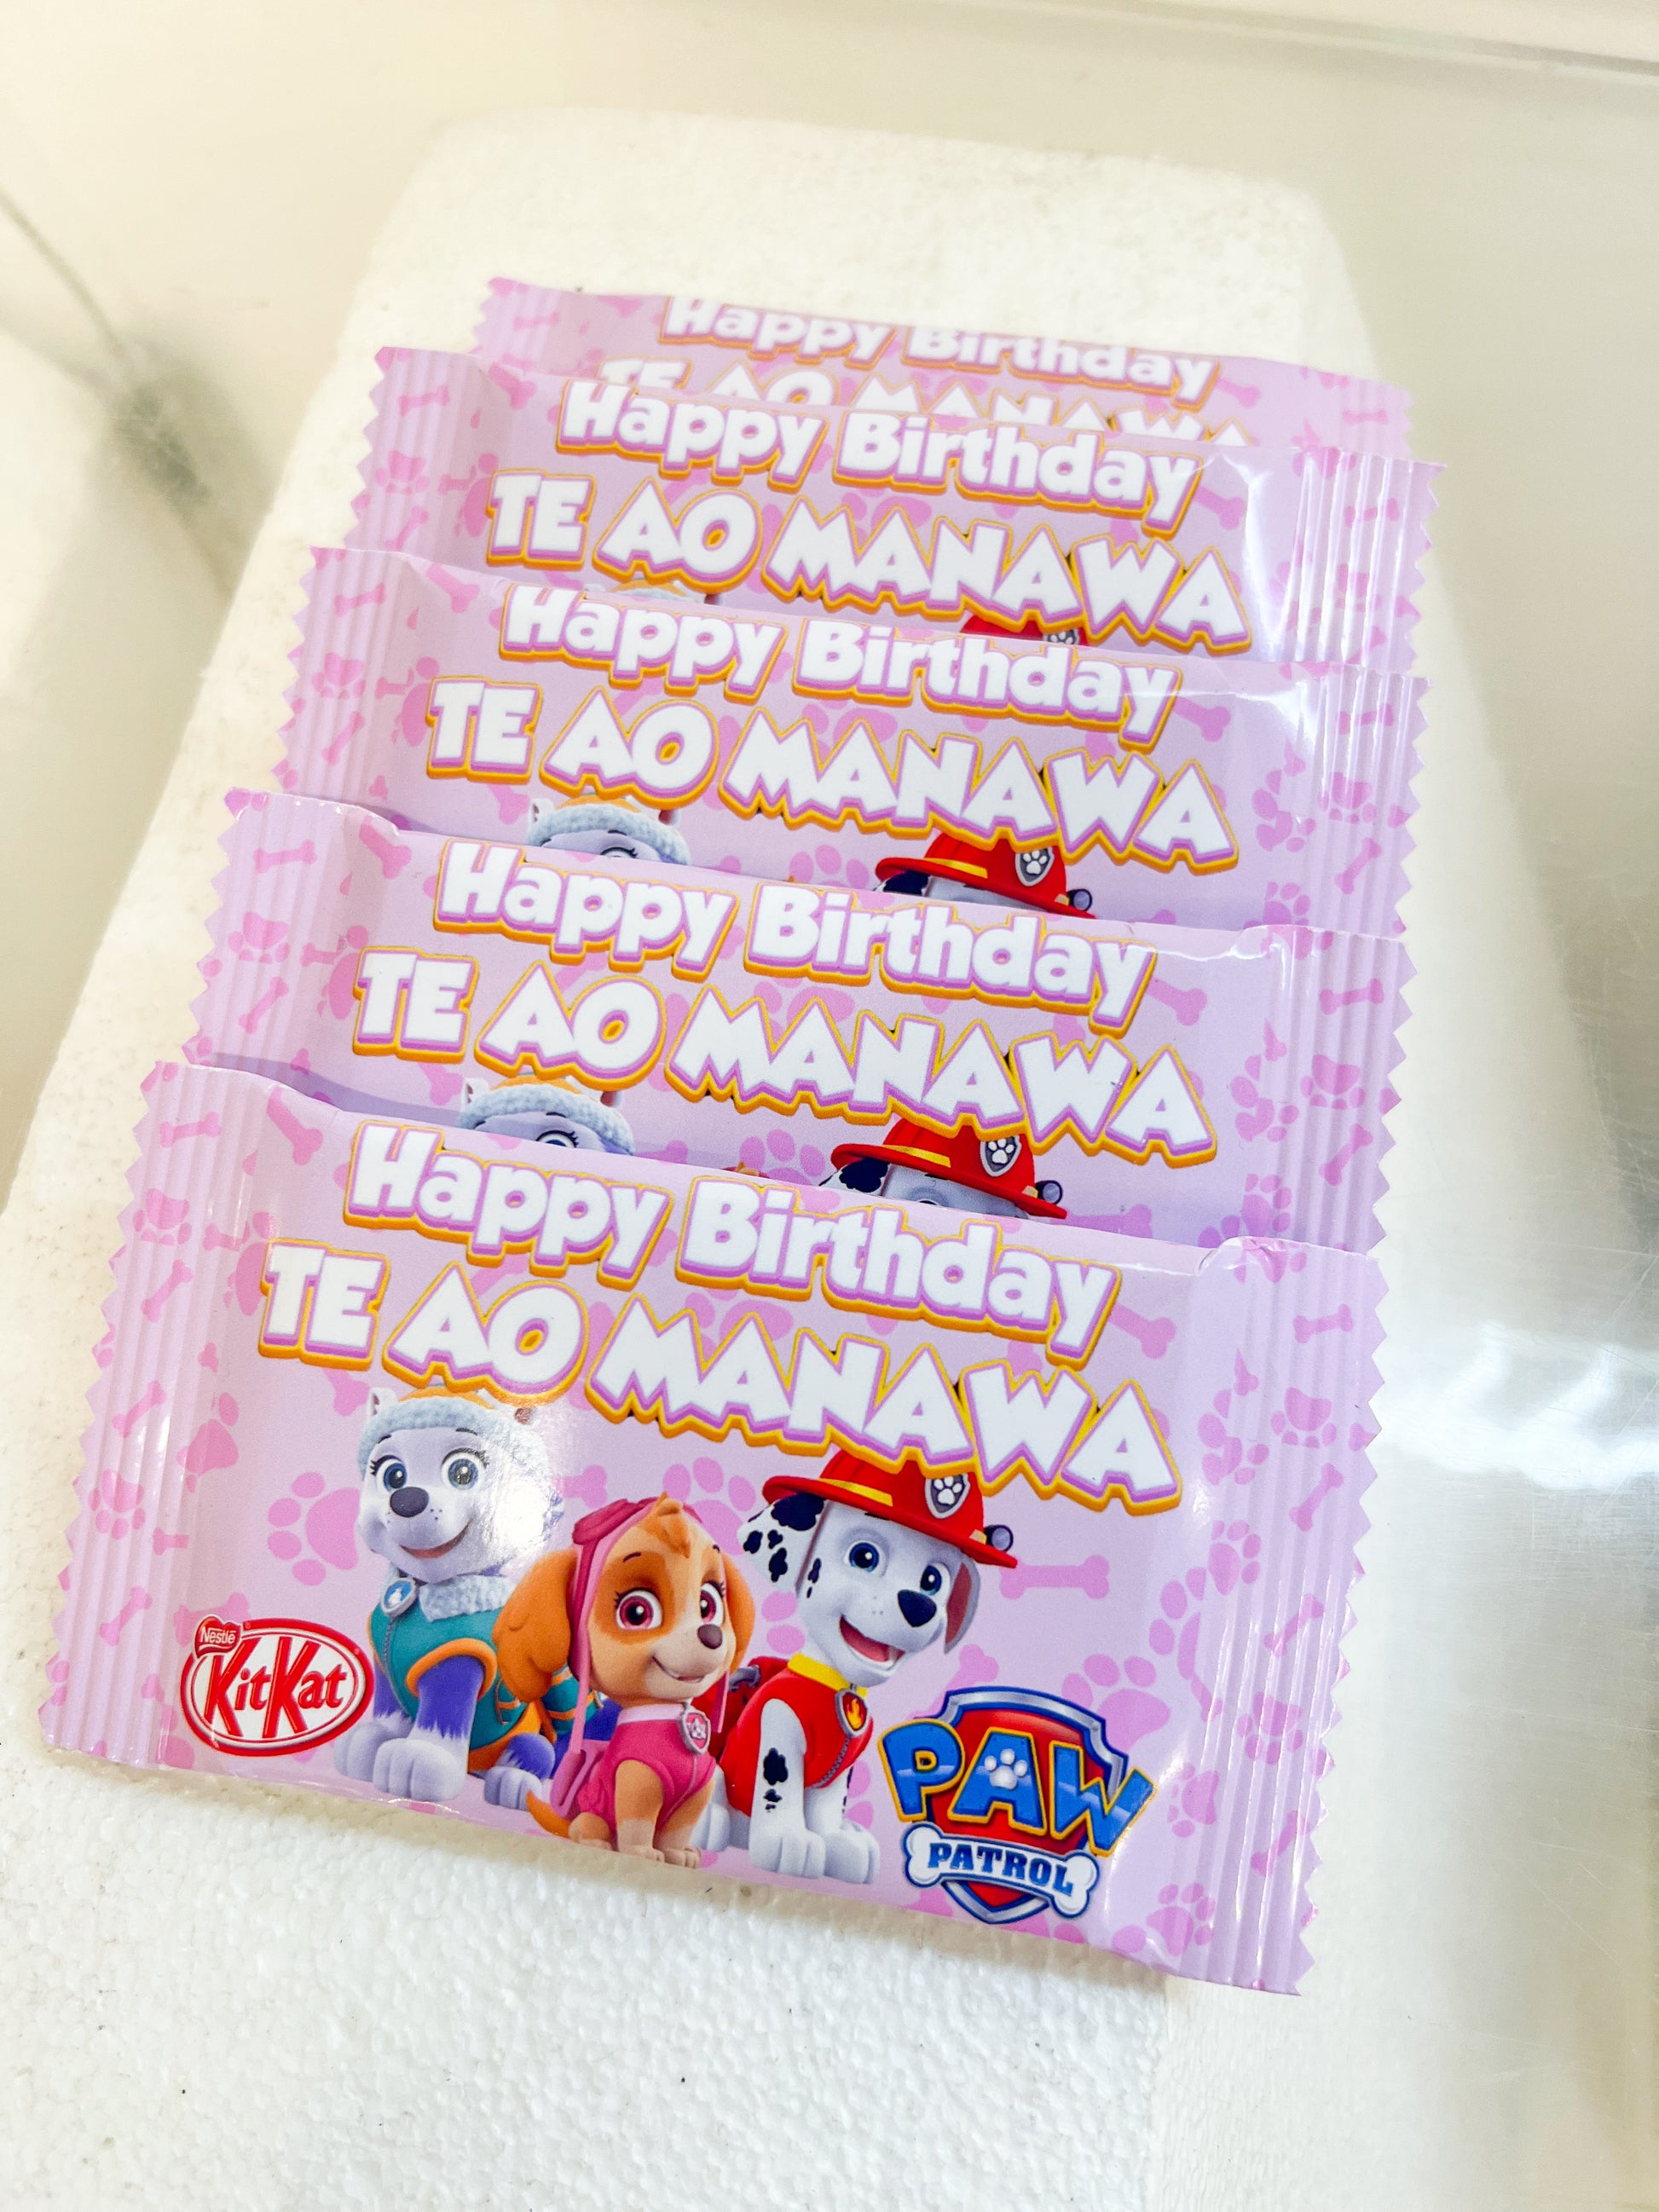 Happy Birthday
TE AO MANAWA
Happy Birthday
TE AO MANAWA
Happy Birthday
TE AO MANAWA
Happy Birthday
TE AO MANAWA
Happy Birthday
TE AO MANAWA
Nestlé
KitKat
PAW
PATROL